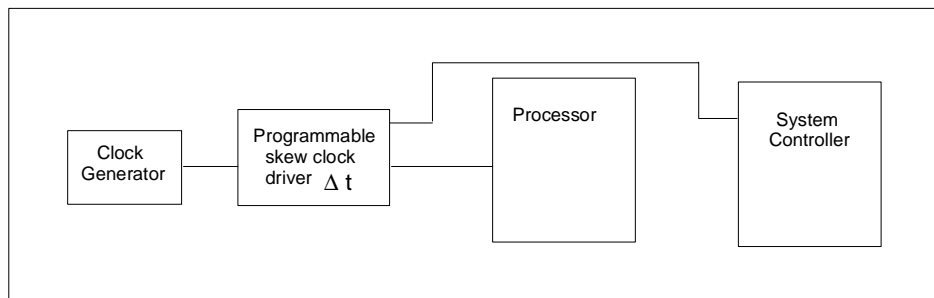 Clock
Generator
Programmable
skew clock
driver Δ t
Processor
System
Controller